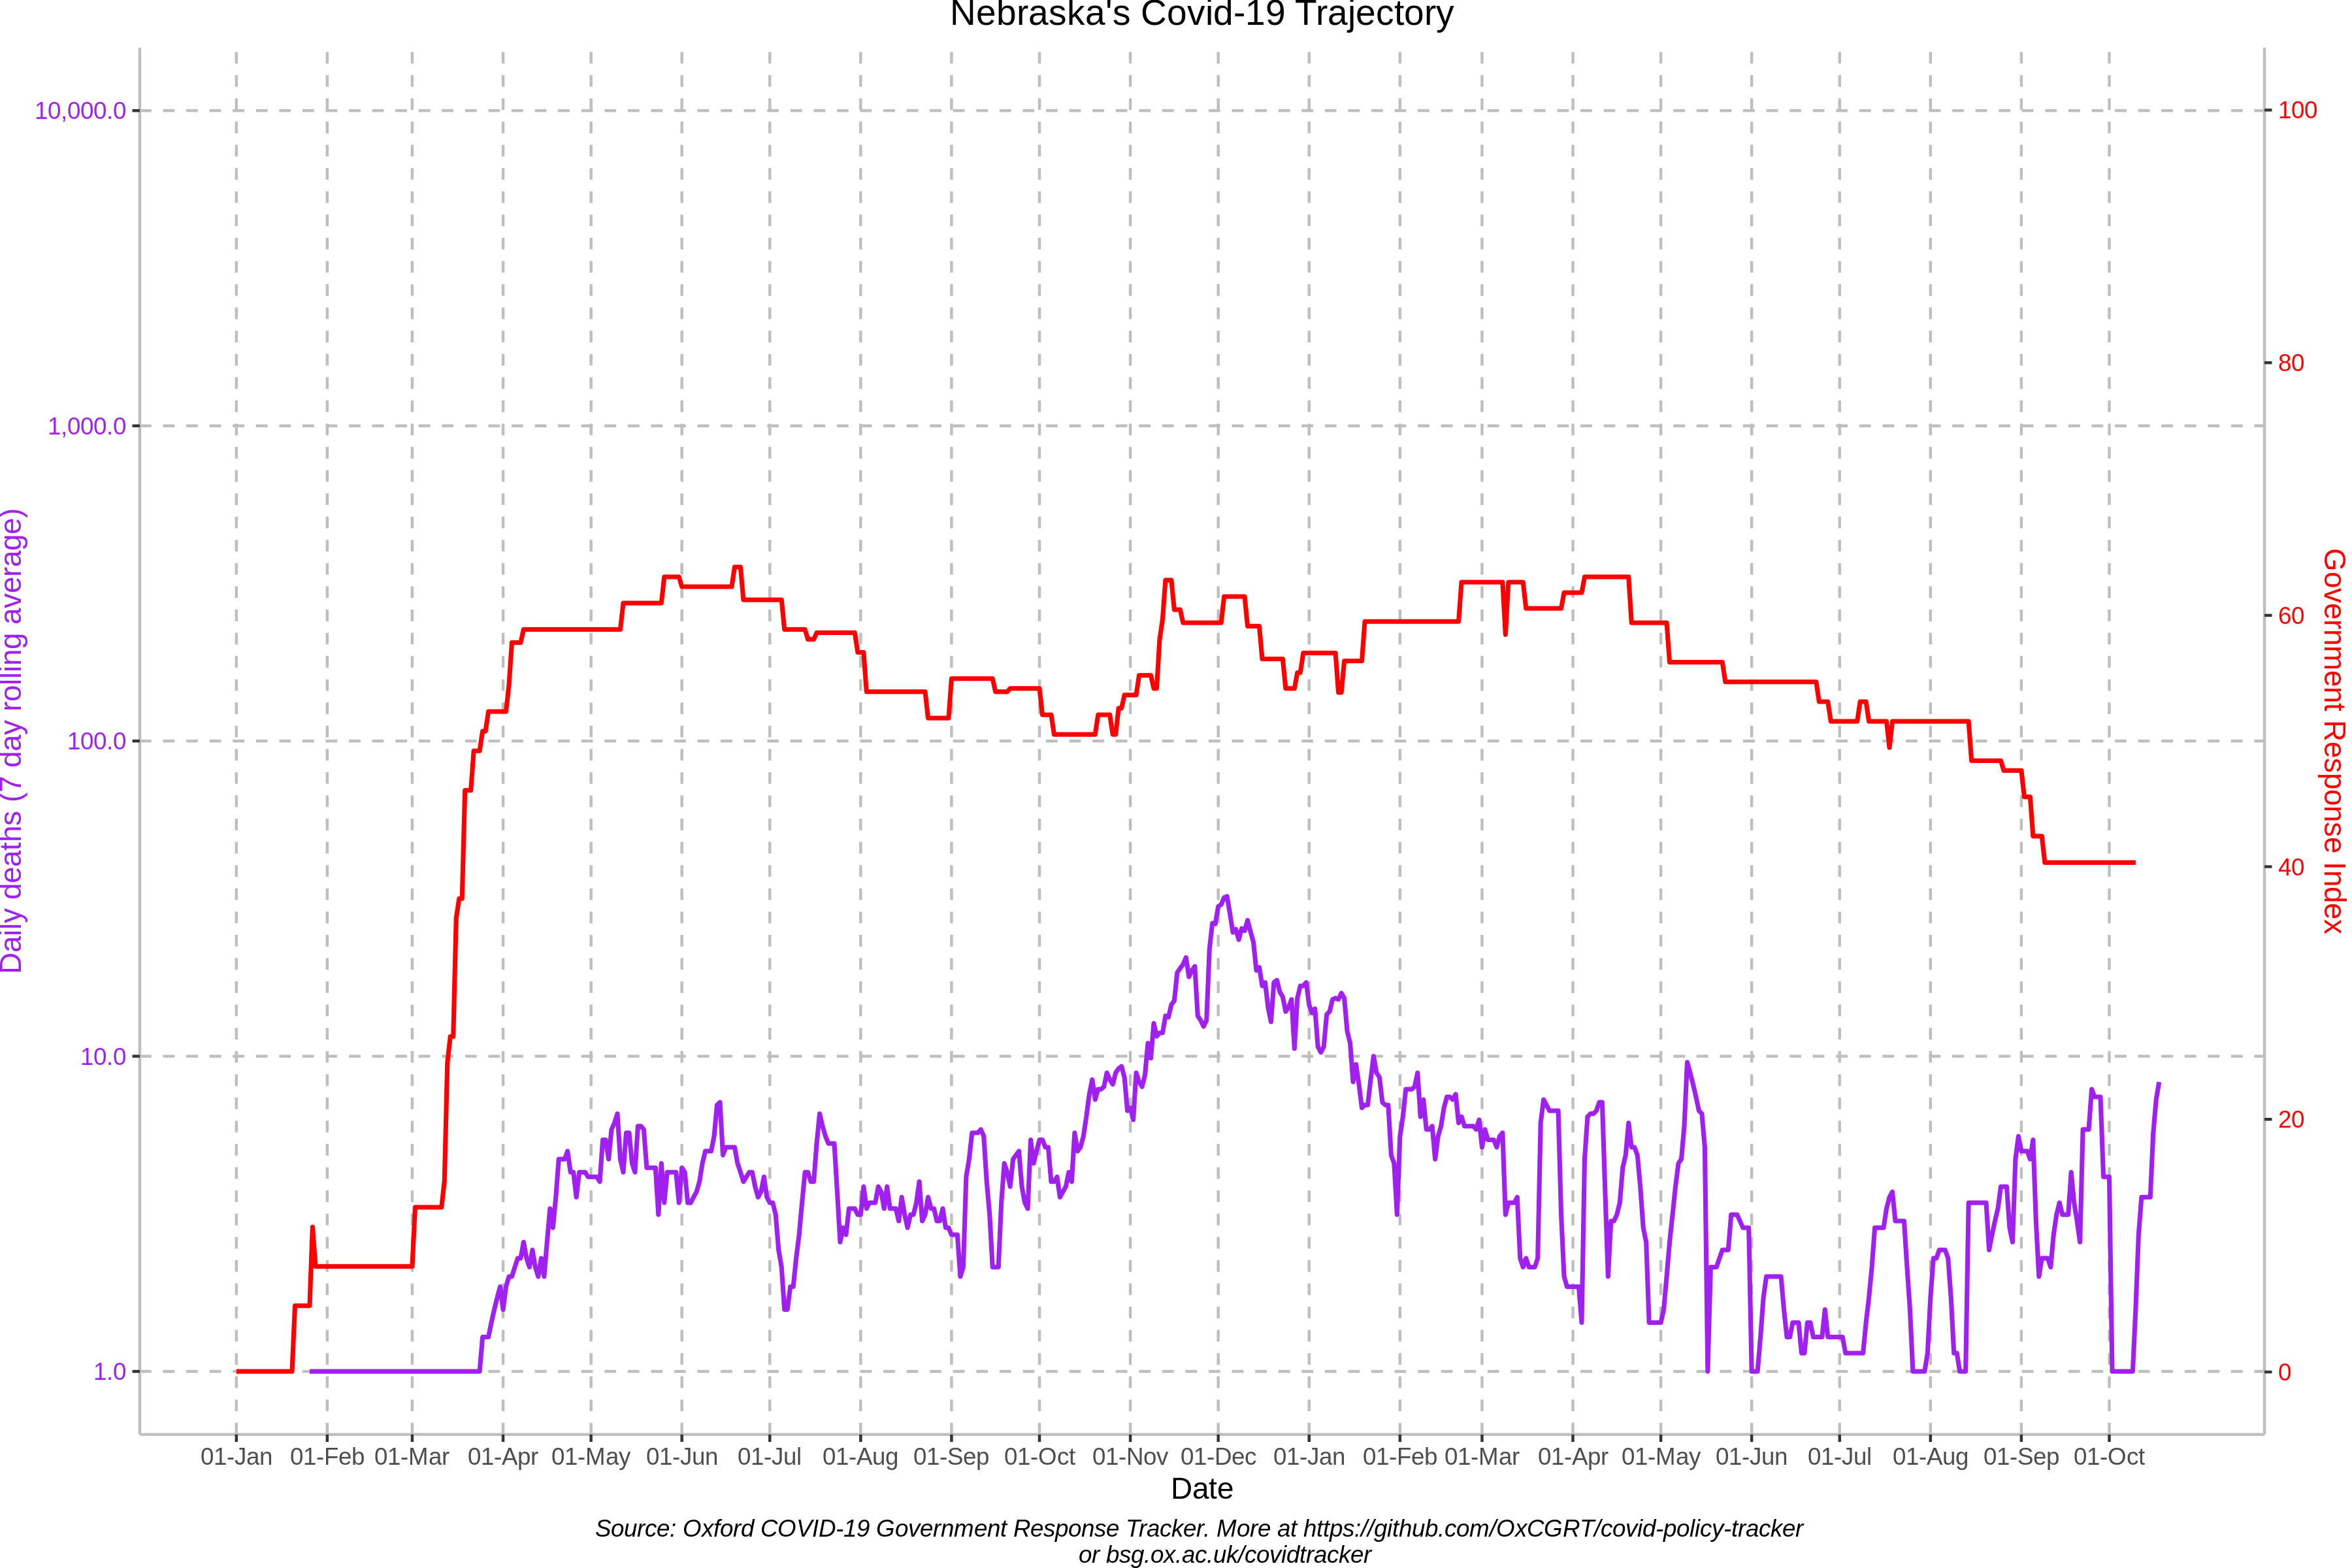 Nebraska's Covid-19 Trajectory
10,000.0
1,000.0
100.0
10.0
1.0
Daily deaths (7 day rolling average)
100
80
60
40
20
0
Government Response Index
01-Jan 01-Feb 01-Mar 01-Apr 01-May 01-Jun 01-Jul 01-Aug 01-Sep 01-Oct 01-Nov 01-Dec 01-Jan 01-Feb 01-Mar 01-Apr 01-May 01-Jun 01-Jul 01-Aug 01-Sep 01-Oct
Date
Source: Oxford COVID-19 Government Response Tracker. More at https://github.com/OxCGRT/covid-policy-tracker
or bsg.ox.ac.uk/covidtracker